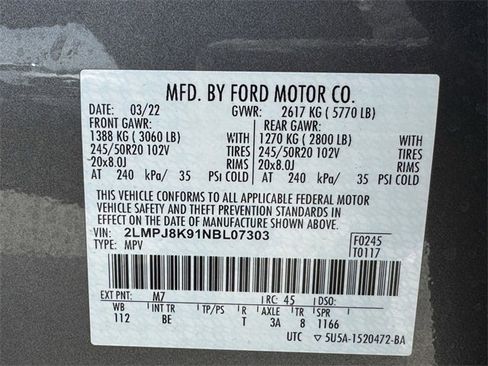 MFD. BY FORD MOTOR CO.
DATE: 03/22 GVWR: 2617 KG ( 5770 LB)
FRONT GAWR: REAR GAWR:
1388 KG ( 3060 LB) WITH 1270 KG ( 2800 LB) WITH
245/50R20 102V TIRES 245/50R20 102V TIRES
20x8.0J RIMS 20x8.0J RIMS
AT 240 kPa/ 35 PSI COLD AT 240 kPa/ 35 PSI COLD
THIS VEHICLE CONFORMS TO ALL APPLICABLE FEDERAL MOTOR
VEHICLE SAFETY AND THEFT PREVENTION STANDARDS IN
EFFECT ON THE DATE OF MANUFACTURE SHOWN ABOVE.
VIN: 2LMPJ8K91NBL07303 F0245
TYPE: MPV T0117
EXT PNT: M7 RC: 45 DSO:
WB INT TR TP/PS R AXLE TR SPR
112 BE T 3A 8 1166
UTC 5U5A-1520472-BA